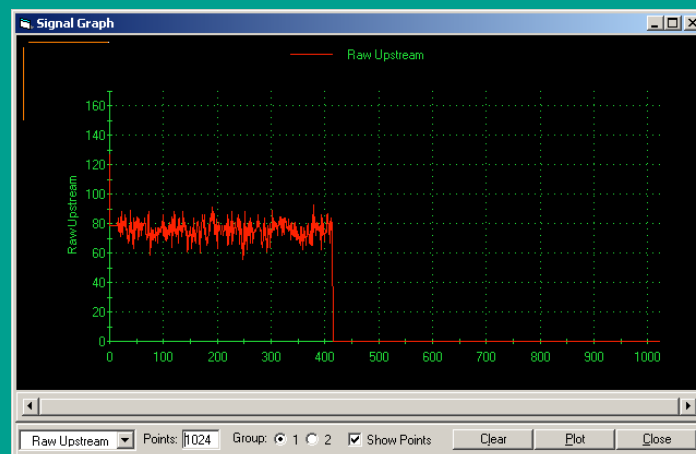 Signal Graph
Raw Upstream
160
140
120
100
80
60
40
20
0
Raw Upstream
0 100 200 300 400 500 600 700 800 900 1000
Raw Upstream Points: 1024 Group: 1 2 Show Points Clear Plot Close